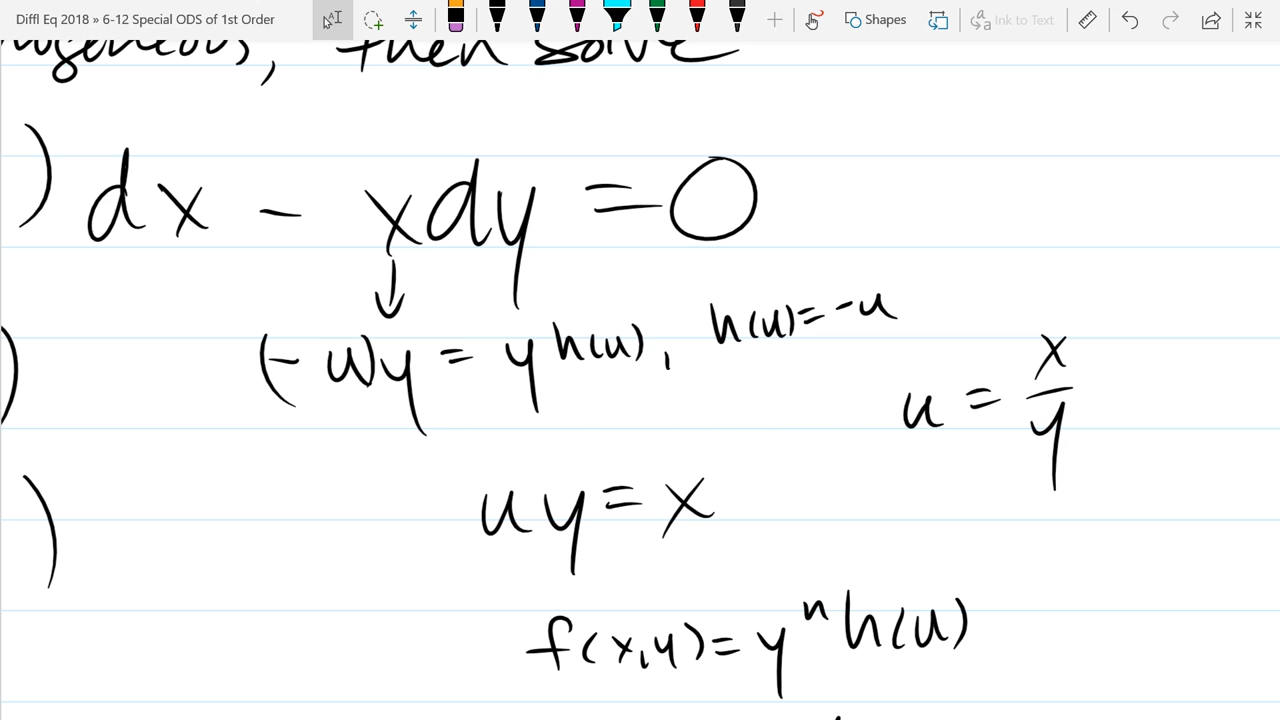 Diffl Eq 2018 » 6-12 Special ODS of 1st Order
Shapes
Ink to Text
then solve
) dx - xdy = 0
(- u)y = y h(u), h(u) = -u
u = x/y
uy = x
f(x,y) = yⁿ h(u)